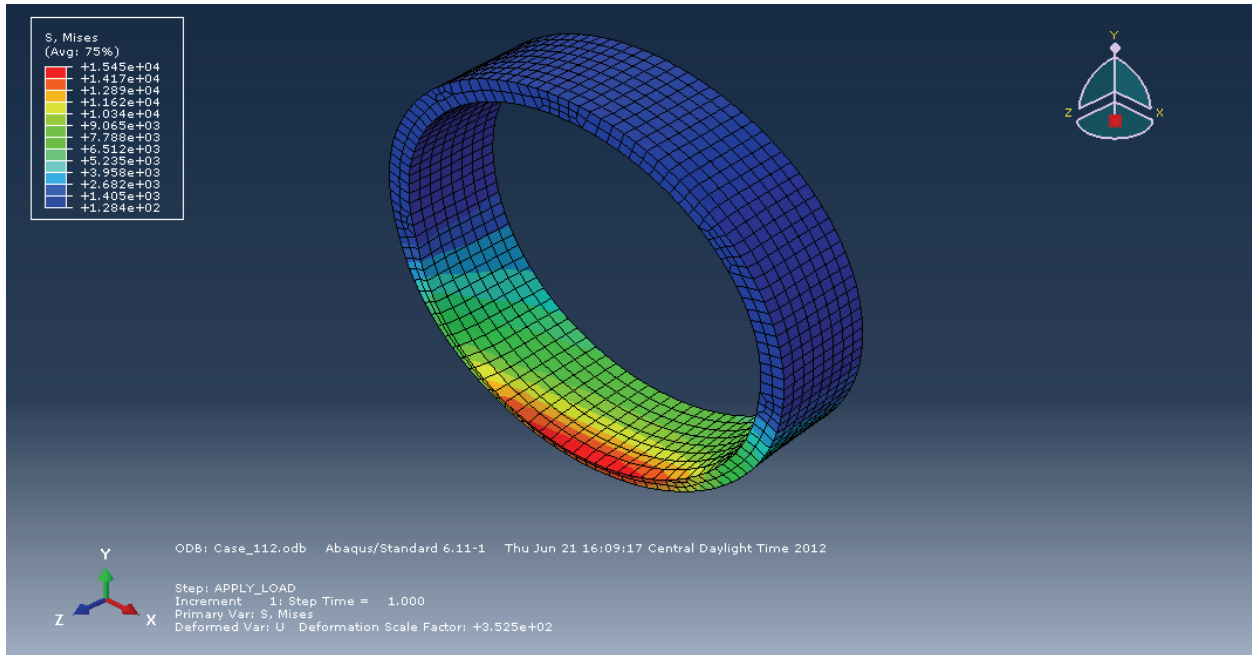 S, Mises
(Avg: 75%)
+1.545e+04
+1.417e+04
+1.289e+04
+1.162e+04
+1.034e+04
+9.065e+03
+7.788e+03
+6.512e+03
+5.235e+03
+3.958e+03
+2.682e+03
+1.405e+03
+1.284e+02
Y
Z X
Y
Z X
ODB: Case_112.odb Abaqus/Standard 6.11-1 Thu Jun 21 16:09:17 Central Daylight Time 2012
Step: APPLY_LOAD
Increment 1: Step Time = 1.000
Primary Var: S, Mises
Deformed Var: U Deformation Scale Factor: +3.525e+02